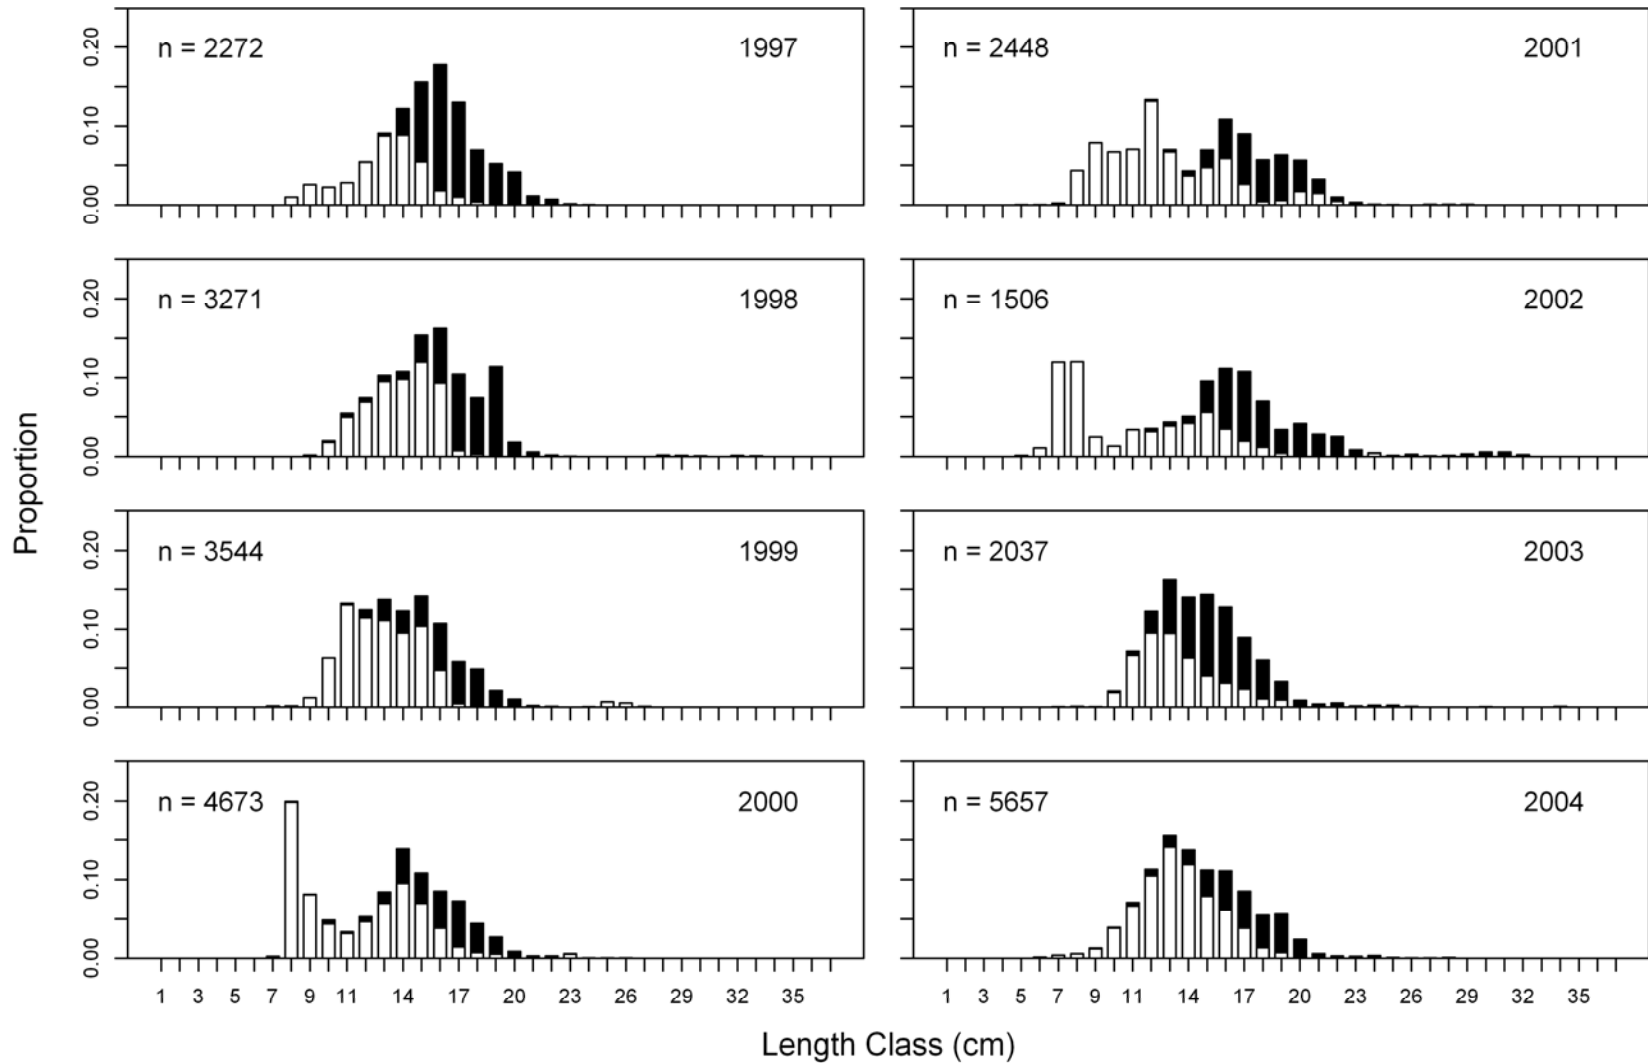 Proportion
0.00 0.10 0.20
n = 2272 1997
0.00 0.10 0.20
n = 3271 1998
0.00 0.10 0.20
n = 3544 1999
0.00 0.10 0.20
n = 4673 2000
1 3 5 7 9 11 14 17 20 23 26 29 32 35
n = 2448 2001
n = 1506 2002
n = 2037 2003
n = 5657 2004
1 3 5 7 9 11 14 17 20 23 26 29 32 35
Length Class (cm)